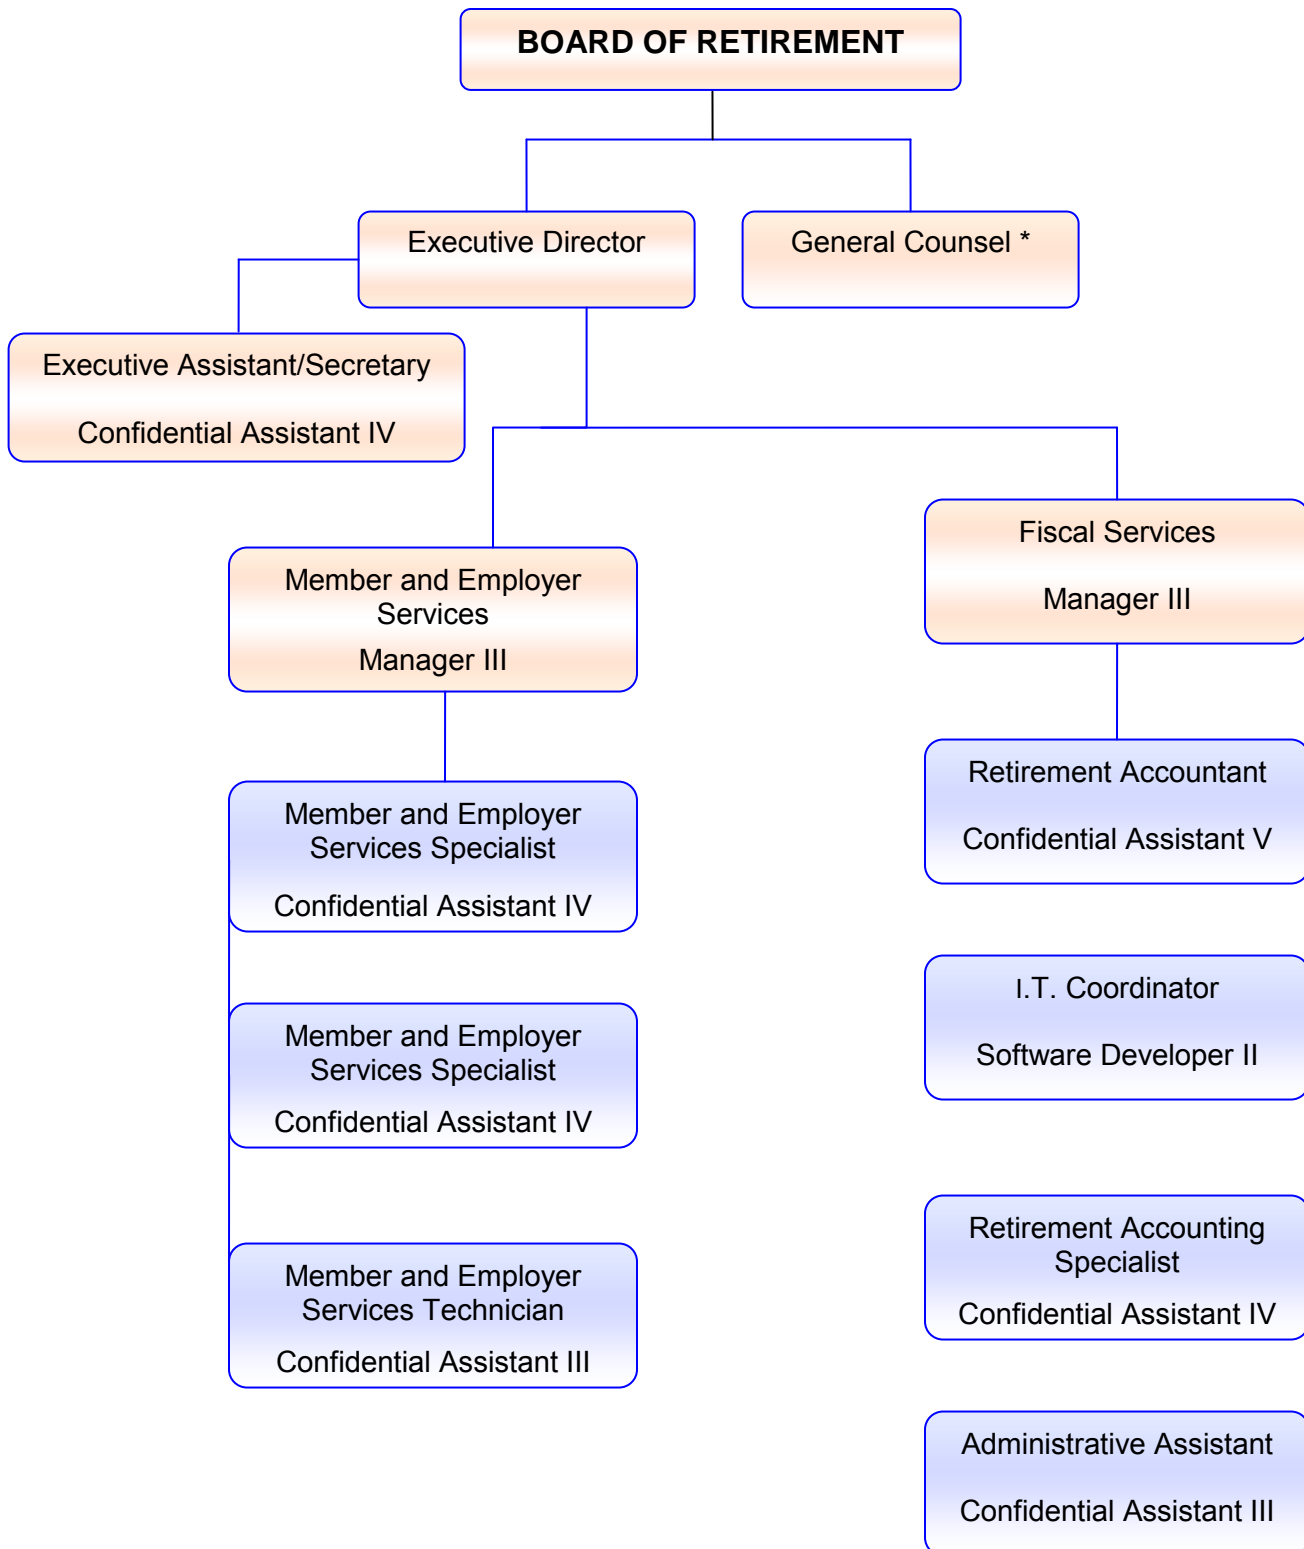 BOARD OF RETIREMENT
Executive Director
General Counsel *
Executive Assistant/Secretary
Confidential Assistant IV
Member and Employer
Services
Manager III
Fiscal Services
Manager III
Member and Employer
Services Specialist
Confidential Assistant IV
Member and Employer
Services Specialist
Confidential Assistant IV
Member and Employer
Services Technician
Confidential Assistant III
Retirement Accountant
Confidential Assistant V
I.T. Coordinator
Software Developer II
Retirement Accounting
Specialist
Confidential Assistant IV
Administrative Assistant
Confidential Assistant III